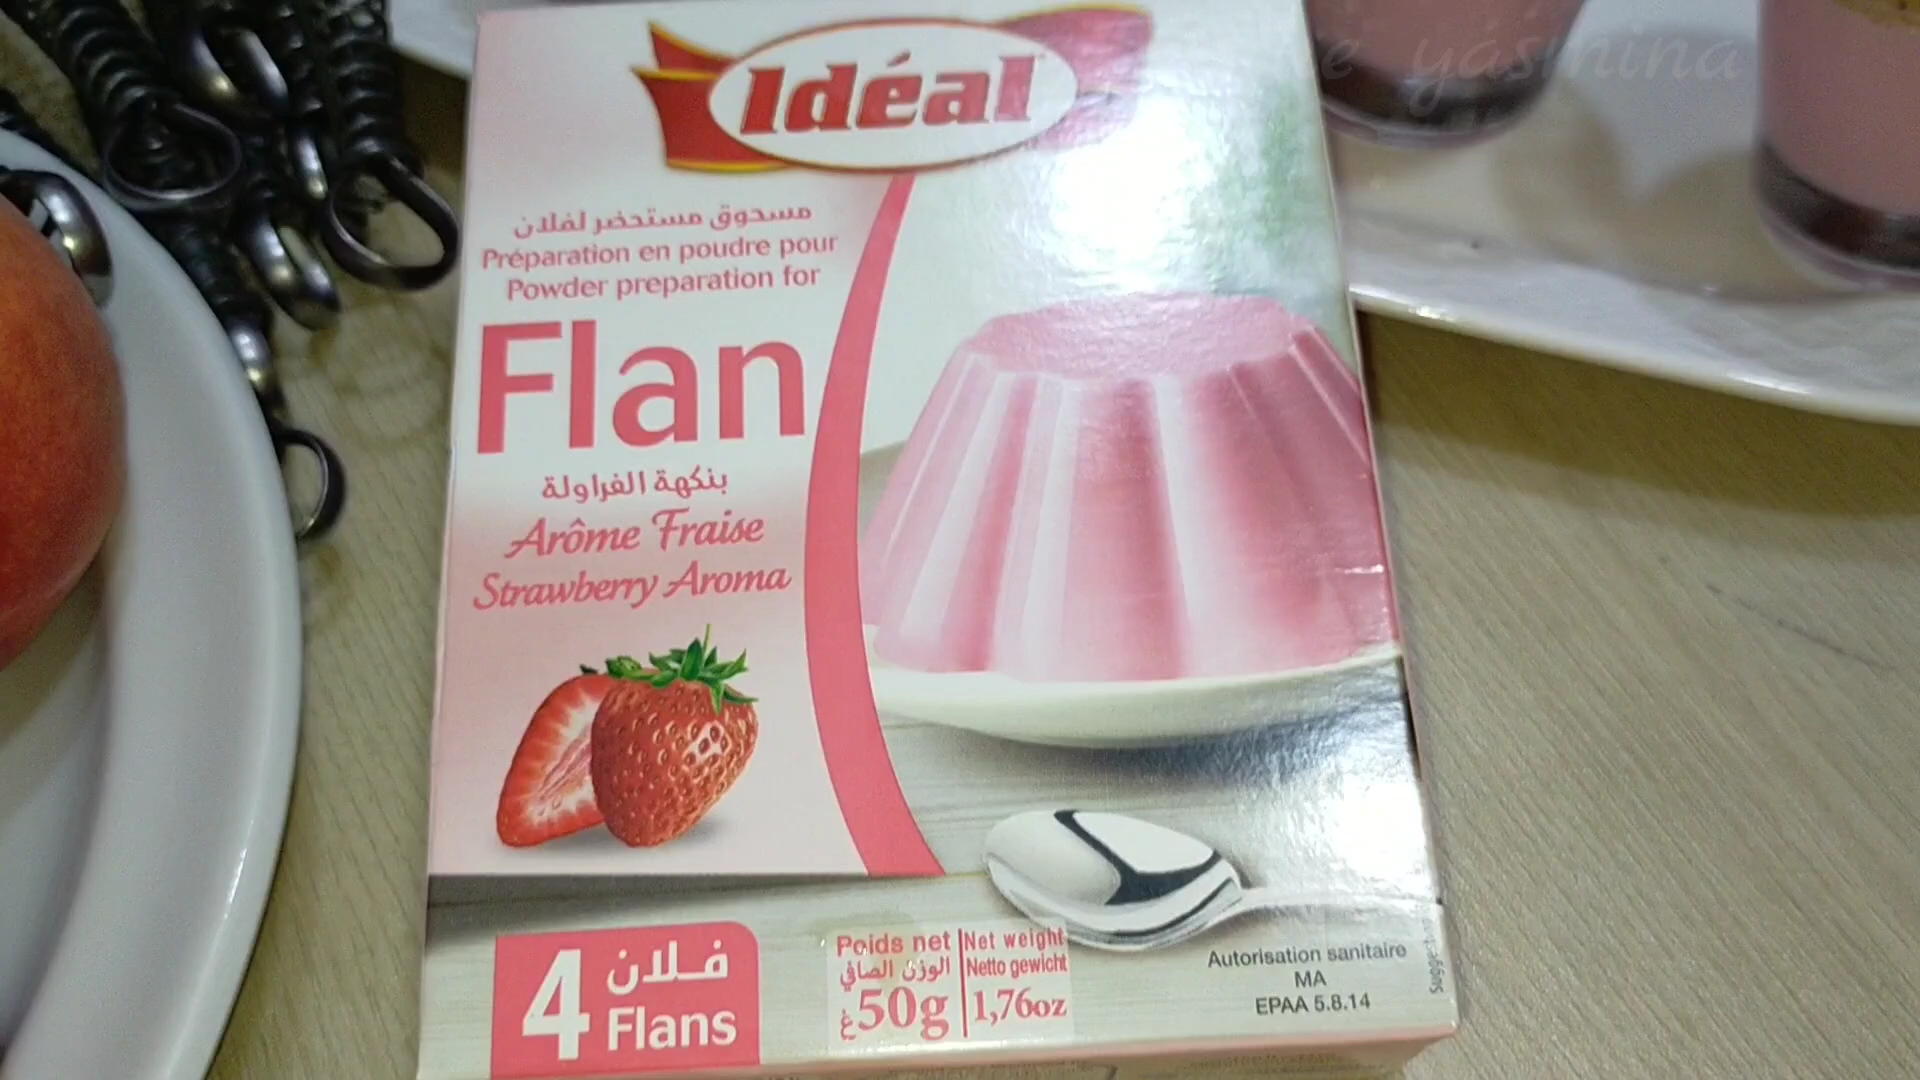 yasmina
Idéal
مسحوق مستحضر لفلان
Préparation en poudre pour
Powder preparation for
Flan
بنكهة الفراولة
Arôme Fraise
Strawberry Aroma
4 فلان
Flans
Poids net
الوزن الصافي
50g غ
Net weight
Netto gewicht
1,76oz
Autorisation sanitaire
MA
EPAA 5.8.14